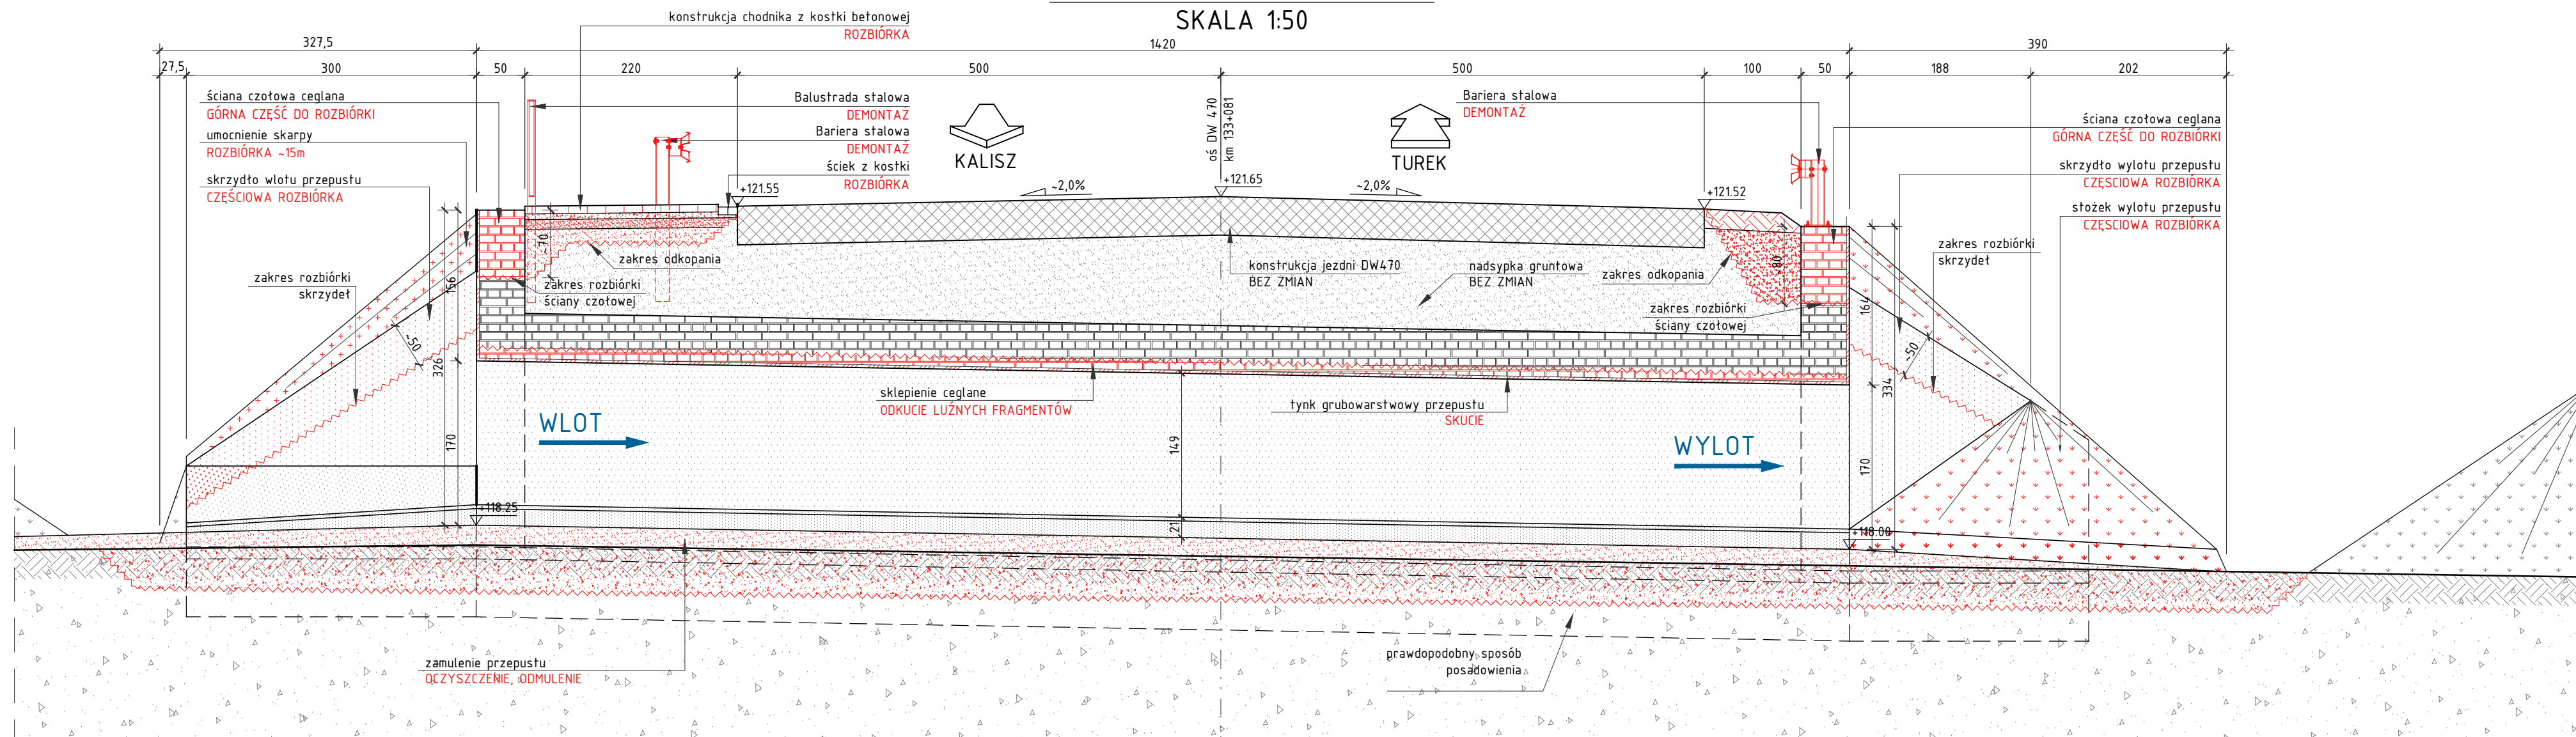 SKALA 1:50
327,5
1420
390
27,5
300
50
220
500
500
100
50
188
202
konstrukcja chodnika z kostki betonowej
ROZBIÓRKA
ściana czołowa ceglana
GÓRNA CZĘŚĆ DO ROZBIÓRKI
umocnienie skarpy
ROZBIÓRKA ~15m
skrzydło wlotu przepustu
CZĘŚCIOWA ROZBIÓRKA
Balustrada stalowa
DEMONTAŻ
Bariera stalowa
DEMONTAŻ
ściek z kostki
ROZBIÓRKA
KALISZ
oś DW 470
km 133+081
TUREK
Bariera stalowa
DEMONTAŻ
ściana czołowa ceglana
GÓRNA CZĘŚĆ DO ROZBIÓRKI
skrzydło wylotu przepustu
CZĘŚCIOWA ROZBIÓRKA
stożek wylotu przepustu
CZĘŚCIOWA ROZBIÓRKA
+121.55
~2,0%
+121.65
~2,0%
+121.52
zakres rozbiórki
skrzydeł
~70
zakres odkopania
zakres rozbiórki
ściany czołowej
konstrukcja jezdni DW470
BEZ ZMIAN
nadsypka gruntowa
BEZ ZMIAN
zakres odkopania
~80
zakres rozbiórki
ściany czołowej
zakres rozbiórki
skrzydeł
156
~50
326
170
164
~50
334
170
sklepienie ceglane
ODKUCIE LUŹNYCH FRAGMENTÓW
tynk grubowarstwowy przepustu
SKUCIE
WLOT
149
WYLOT
+118.25
21
+118.00
zamulenie przepustu
OCZYSZCZENIE, ODMULENIE
prawdopodobny sposób
posadowienia